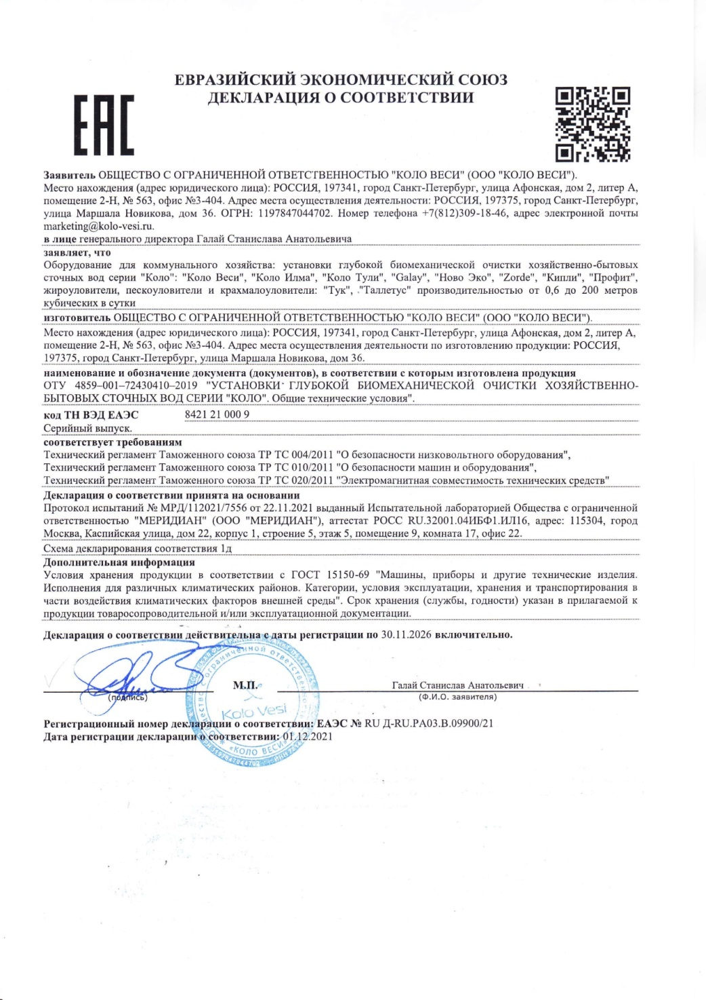 ЕВРАЗИЙСКИЙ ЭКОНОМИЧЕСКИЙ СОЮЗ
ДЕКЛАРАЦИЯ О СООТВЕТСТВИИ
ЕАС
Заявитель ОБЩЕСТВО С ОГРАНИЧЕННОЙ ОТВЕТСТВЕННОСТЬЮ "КОЛО ВЕСИ" (ООО "КОЛО ВЕСИ").
Место нахождения (адрес юридического лица): РОССИЯ, 197341, город Санкт-Петербург, улица Афонская, дом 2, литер А,
помещение 2-Н, № 563, офис №3-404. Адрес места осуществления деятельности: РОССИЯ, 197375, город Санкт-Петербург,
улица Маршала Новикова, дом 36. ОГРН: 1197847044702. Номер телефона +7(812)309-18-46, адрес электронной почты
marketing@kolo-vesi.ru.
в лице генерального директора Галай Станислава Анатольевича
заявляет, что
Оборудование для коммунального хозяйства: установки глубокой биомеханической очистки хозяйственно-бытовых
сточных вод серии "Коло": "Коло Веси", "Коло Илма", "Коло Тули", "Galay", "Ново Эко", "Zorde", "Кипли", "Профит",
жироуловители, пескоуловители и крахмалоуловители: "Тук", "Таллетус" производительностью от 0,6 до 200 метров
кубических в сутки
изготовитель ОБЩЕСТВО С ОГРАНИЧЕННОЙ ОТВЕТСТВЕННОСТЬЮ "КОЛО ВЕСИ" (ООО "КОЛО ВЕСИ").
Место нахождения (адрес юридического лица): РОССИЯ, 197341, город Санкт-Петербург, улица Афонская, дом 2, литер А,
помещение 2-Н, № 563, офис №3-404. Адрес места осуществления деятельности по изготовлению продукции: РОССИЯ,
197375, город Санкт-Петербург, улица Маршала Новикова, дом 36.
наименование и обозначение документа (документов), в соответствии с которым изготовлена продукция
ОТУ 4859–001–72430410–2019 "УСТАНОВКИ ГЛУБОКОЙ БИОМЕХАНИЧЕСКОЙ ОЧИСТКИ ХОЗЯЙСТВЕННО-
БЫТОВЫХ СТОЧНЫХ ВОД СЕРИИ "КОЛО". Общие технические условия".
код ТН ВЭД ЕАЭС 8421 21 000 9
Серийный выпуск.
соответствует требованиям
Технический регламент Таможенного союза ТР ТС 004/2011 "О безопасности низковольтного оборудования",
Технический регламент Таможенного союза ТР ТС 010/2011 "О безопасности машин и оборудования",
Технический регламент Таможенного союза ТР ТС 020/2011 "Электромагнитная совместимость технических средств"
Декларация о соответствии принята на основании
Протокол испытаний № МРД/112021/7556 от 22.11.2021 выданный Испытательной лабораторией Общества с ограниченной
ответственностью "МЕРИДИАН" (ООО "МЕРИДИАН"), аттестат РОСС RU.32001.04ИБФ1.ИЛ16, адрес: 115304, город
Москва, Каспийская улица, дом 22, корпус 1, строение 5, этаж 5, помещение 9, комната 17, офис 22.
Схема декларирования соответствия 1д
Дополнительная информация
Условия хранения продукции в соответствии с ГОСТ 15150-69 "Машины, приборы и другие технические изделия.
Исполнения для различных климатических районов. Категории, условия эксплуатации, хранения и транспортирования в
части воздействия климатических факторов внешней среды". Срок хранения (службы, годности) указан в прилагаемой к
продукции товаросопроводительной и/или эксплуатационной документации.
Декларация о соответствии действительна с даты регистрации по 30.11.2026 включительно.
М.П. Галай Станислав Анатольевич
(подпись) (Ф.И.О. заявителя)
Общество с ограниченной ответственностью
Kolo Vesi
«КОЛО ВЕСИ»
Регистрационный номер декларации о соответствии: ЕАЭС № RU Д-RU.РА03.В.09900/21
Дата регистрации декларации о соответствии: 01.12.2021